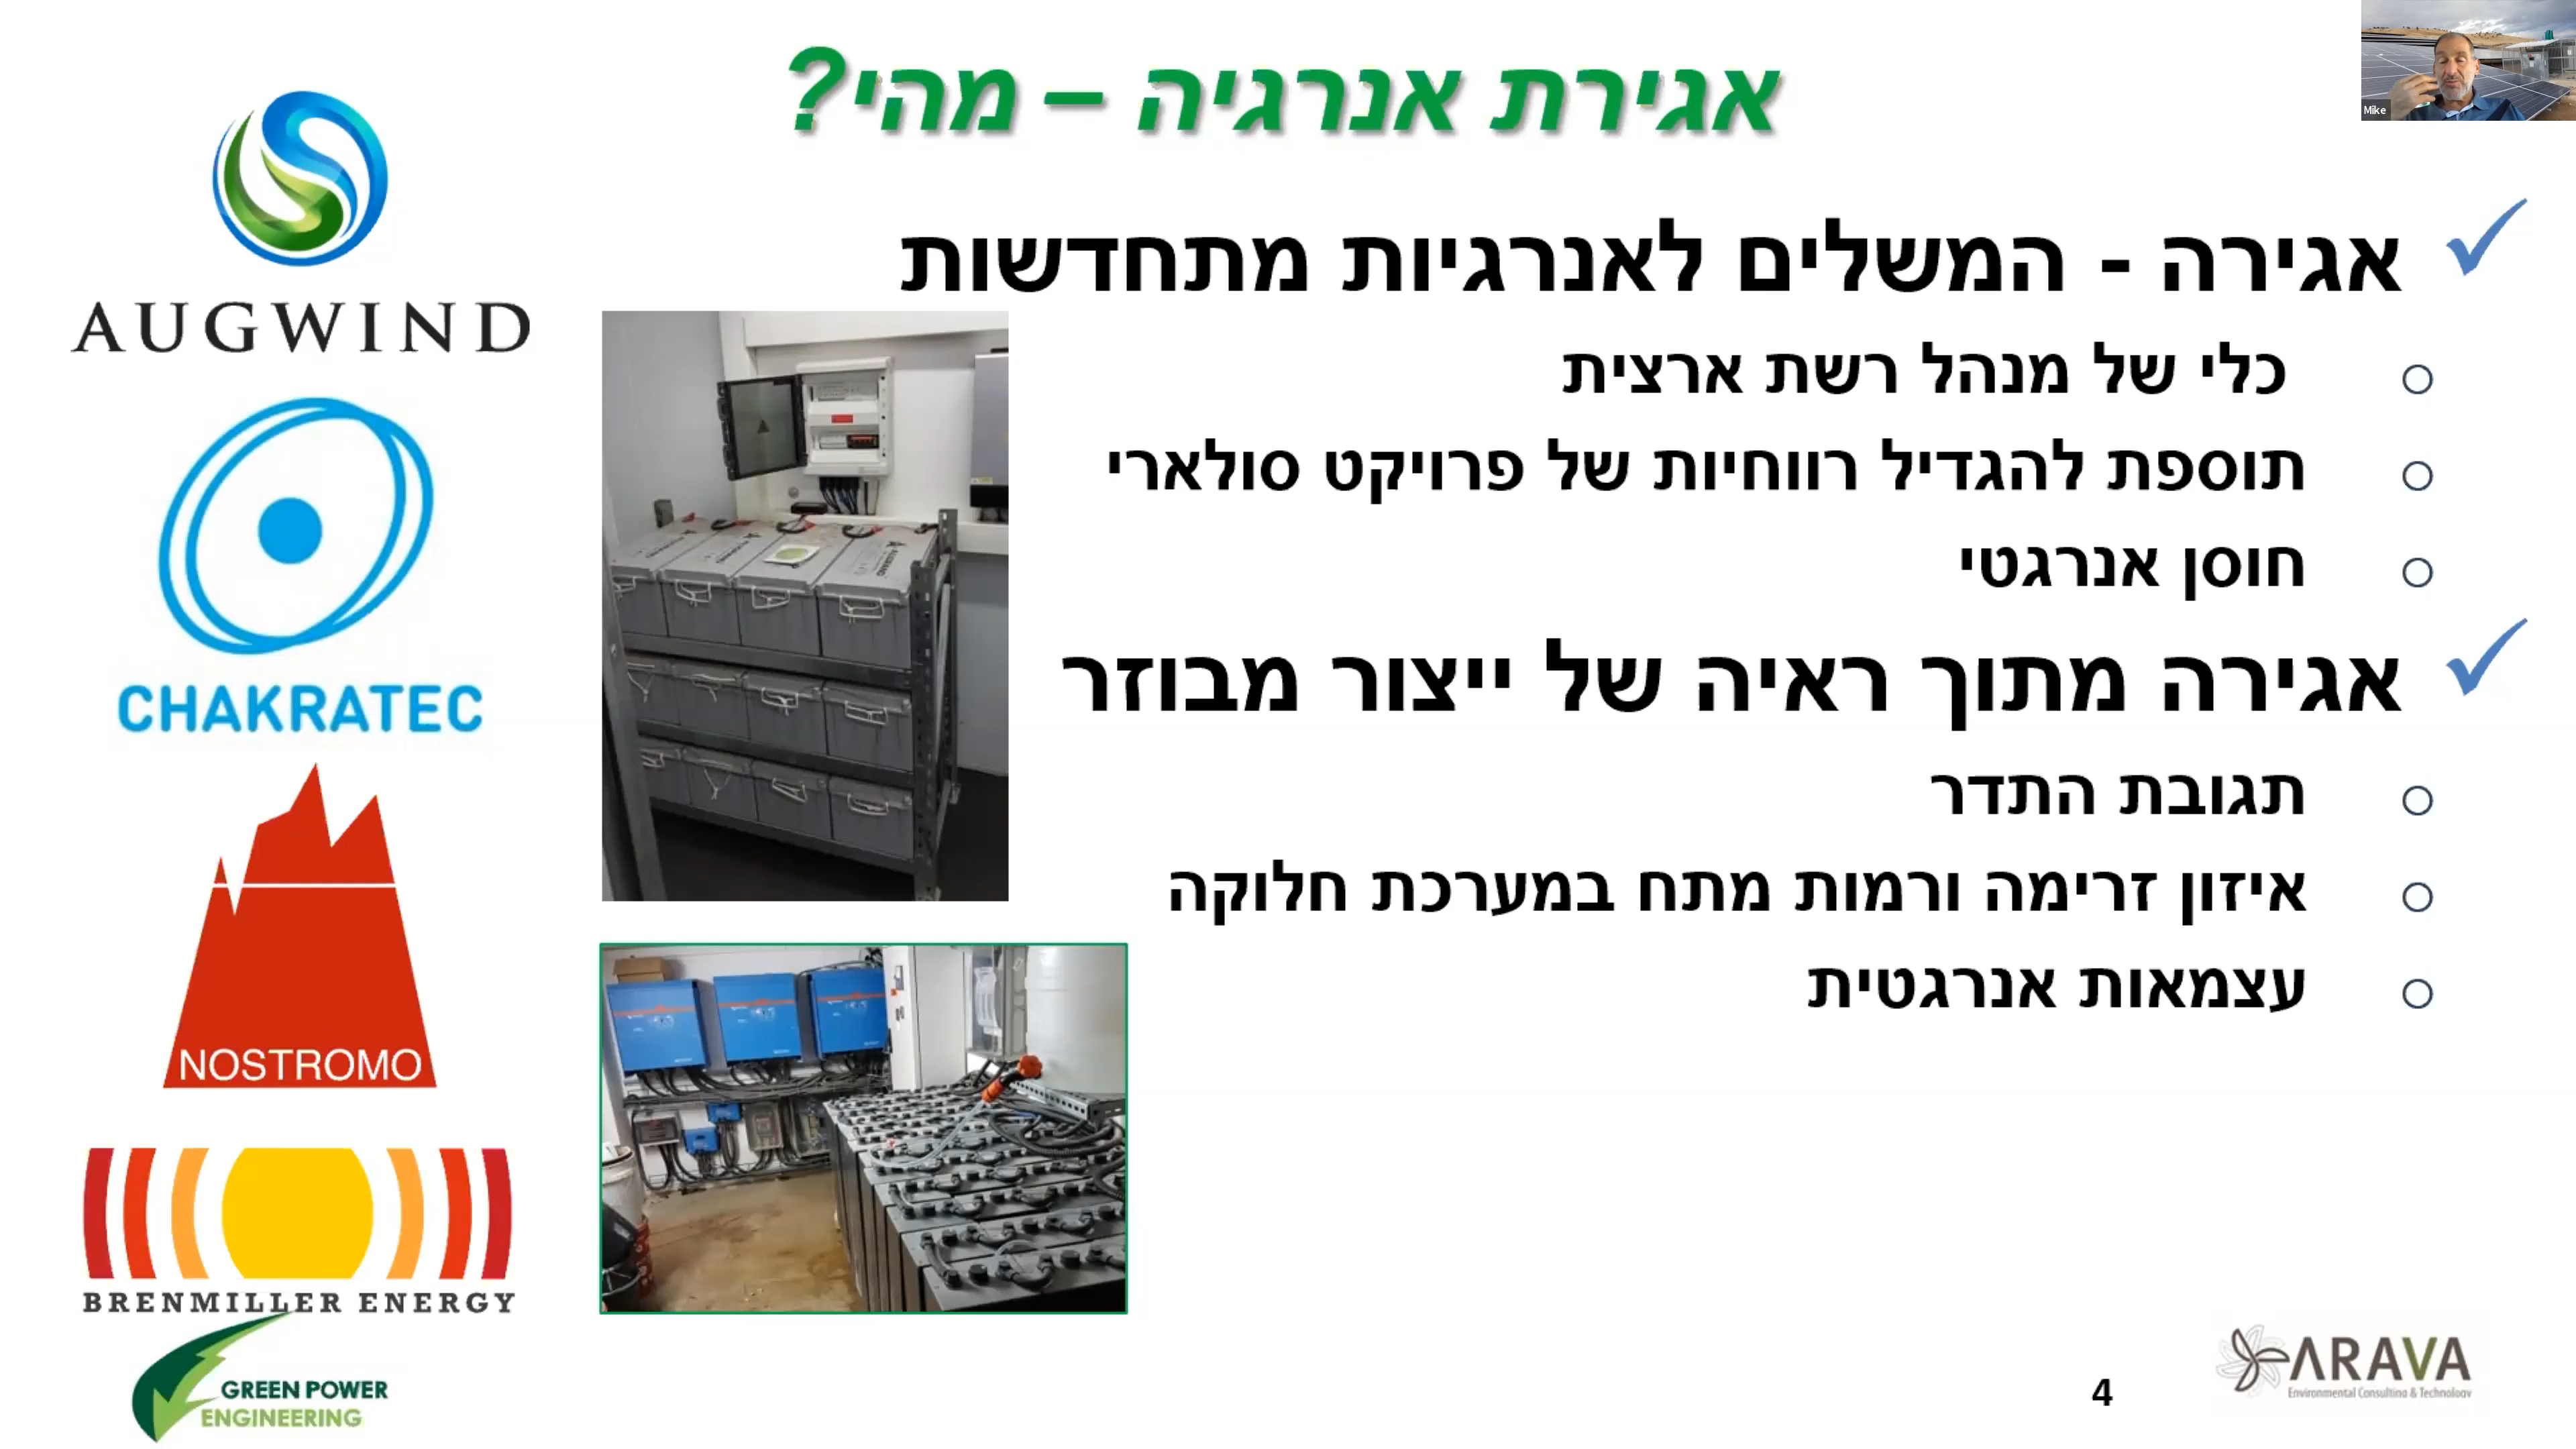 אגירת אנרגיה – מהי?
Mike
אגירה - המשלים לאנרגיות מתחדשות
כלי של מנהל רשת ארצית
תוספת להגדיל רווחיות של פרויקט סולארי
חוסן אנרגטי
אגירה מתוך ראיה של ייצור מבוזר
תגובת התדר
איזון זרימה ורמות מתח במערכת חלוקה
עצמאות אנרגטית
AUGWIND
CHAKRATEC
NOSTROMO
BRENMILLER ENERGY
GREEN POWER
ENGINEERING
4
ARAVA
Environmental Consulting & Technology